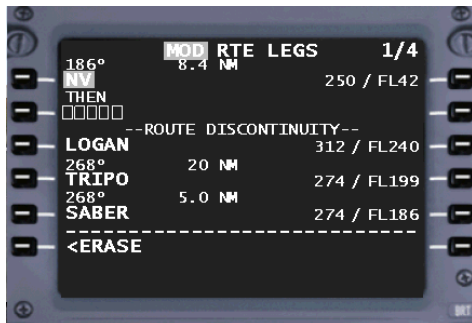 MOD RTE LEGS 1/4
186° 8.4 NM
NV 250 / FL42
THEN
□□□□□
--ROUTE DISCONTINUITY--
LOGAN 312 / FL240
268° 20 NM
TRIPO 274 / FL199
268° 5.0 NM
SABER 274 / FL186
------------------------------------
<ERASE
BRT